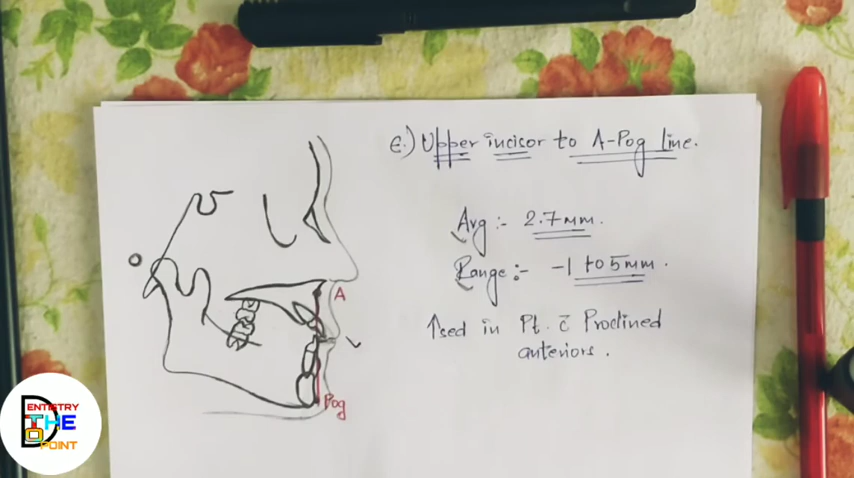 e.) Upper incisor to A-Pog line.
Avg :- 2.7mm.
Range :- -1 to 5mm.
↑sed in Pt. c̄ Proclined
anteriors.
A
Pog
DENTISTRY
THE
POINT